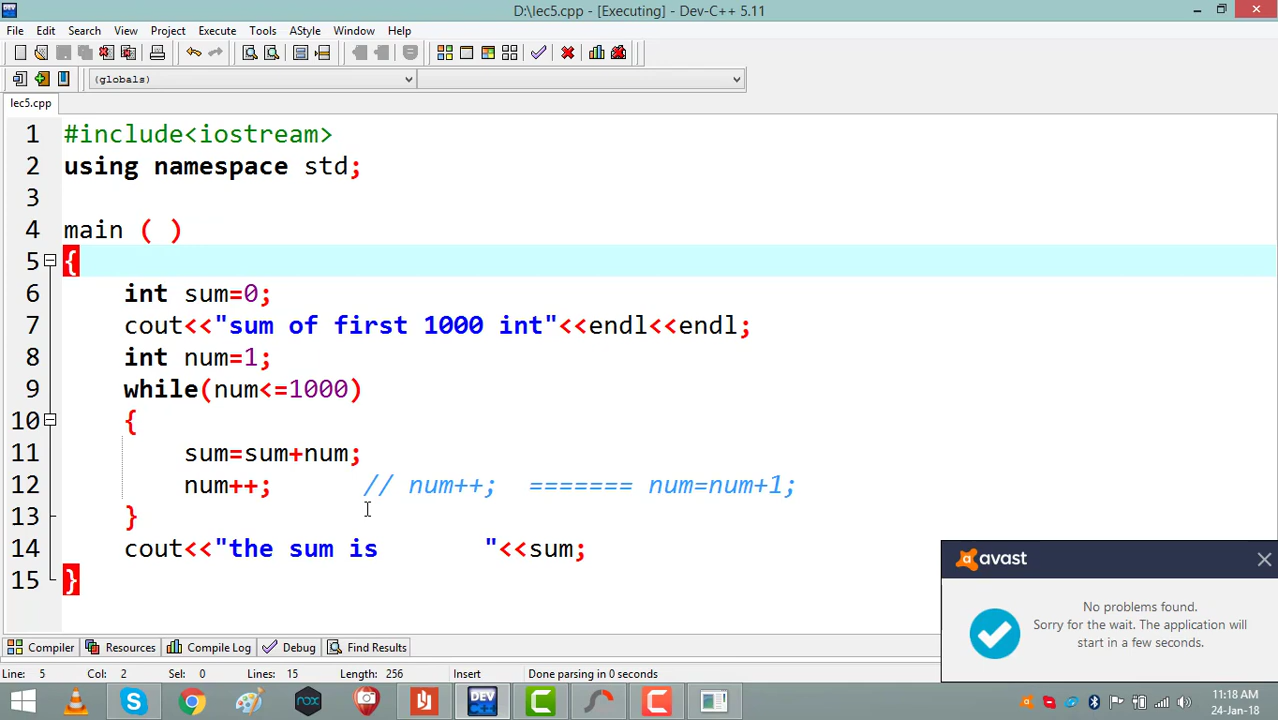 D:\lec5.cpp - [Executing] - Dev-C++ 5.11
File Edit Search View Project Execute Tools AStyle Window Help
(globals)
lec5.cpp
1 #include<iostream>
2 using namespace std;
3
4 main ( )
5 {
6 int sum=0;
7 cout<<"sum of first 1000 int"<<endl<<endl;
8 int num=1;
9 while(num<=1000)
10 {
11 sum=sum+num;
12 num++; // num++; ======= num=num+1;
13 }
14 cout<<"the sum is       "<<sum;
15 }
avast
No problems found.
Sorry for the wait. The application will
start in a few seconds.
Compiler Resources Compile Log Debug Find Results
Line: 5 Col: 2 Sel: 0 Lines: 15 Length: 256 Insert Done parsing in 0 seconds
nox DEV
11:18 AM
24-Jan-18